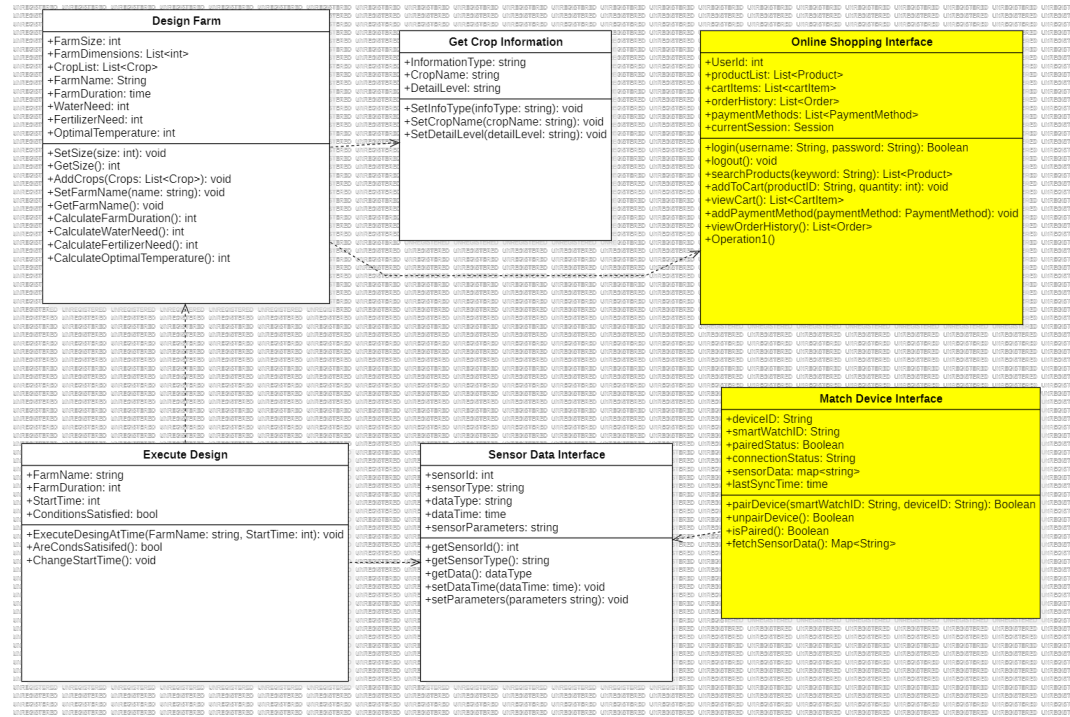 Design Farm
+FarmSize: int
+FarmDimensions: List<int>
+CropList: List<Crop>
+FarmName: String
+FarmDuration: time
+WaterNeed: int
+FertilizerNeed: int
+OptimalTemperature: int
+SetSize(size: int): void
+GetSize(): int
+AddCrops(Crops: List<Crop>): void
+SetFarmName(name: string): void
+GetFarmName(): void
+CalculateFarmDuration(): int
+CalculateWaterNeed(): int
+CalculateFertilizerNeed(): int
+CalculateOptimalTemperature(): int
Get Crop Information
+InformationType: string
+CropName: string
+DetailLevel: string
+SetInfoType(infoType: string): void
+SetCropName(cropName: string): void
+SetDetailLevel(detailLevel: string): void
Online Shopping Interface
+UserId: int
+productList: List<Product>
+cartItems: List<cartItem>
+orderHistory: List<Order>
+paymentMethods: List<PaymentMethod>
+currentSession: Session
+login(username: String, password: String): Boolean
+logout(): void
+searchProducts(keyword: String): List<Product>
+addToCart(productID: String, quantity: int): void
+viewCart(): List<CartItem>
+addPaymentMethod(paymentMethod: PaymentMethod): void
+viewOrderHistory(): List<Order>
+Operation1()
Execute Design
+FarmName: string
+FarmDuration: int
+StartTime: int
+ConditionsSatisfied: bool
+ExecuteDesingAtTime(FarmName: string, StartTime: int): void
+AreCondsSatisifed(): bool
+ChangeStartTime(): void
Sensor Data Interface
+sensorId: int
+sensorType: string
+dataType: string
+dataTime: time
+sensorParameters: string
+getSensorId(): int
+getSensorType(): string
+getData(): dataType
+setDataTime(dataTime: time): void
+setParameters(parameters string): void
Match Device Interface
+deviceID: String
+smartWatchID: String
+pairedStatus: Boolean
+connectionStatus: String
+sensorData: map<string>
+lastSyncTime: time
+pairDevice(smartWatchID: String, deviceID: String): Boolean
+unpairDevice(): Boolean
+isPaired(): Boolean
+fetchSensorData(): Map<String>
UNREGISTERED